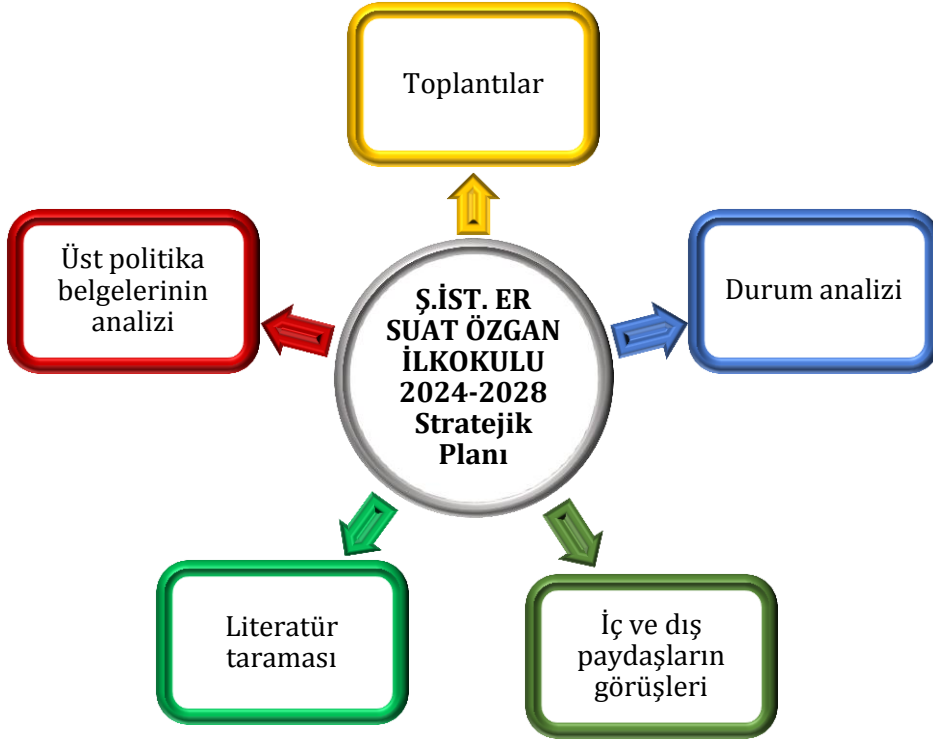 Toplantılar
Üst politika
belgelerinin
analizi
Ş.İST. ER
SUAT ÖZGAN
İLKOKULU
2024-2028
Stratejik
Planı
Durum analizi
Literatür
taraması
İç ve dış
paydaşların
görüşleri